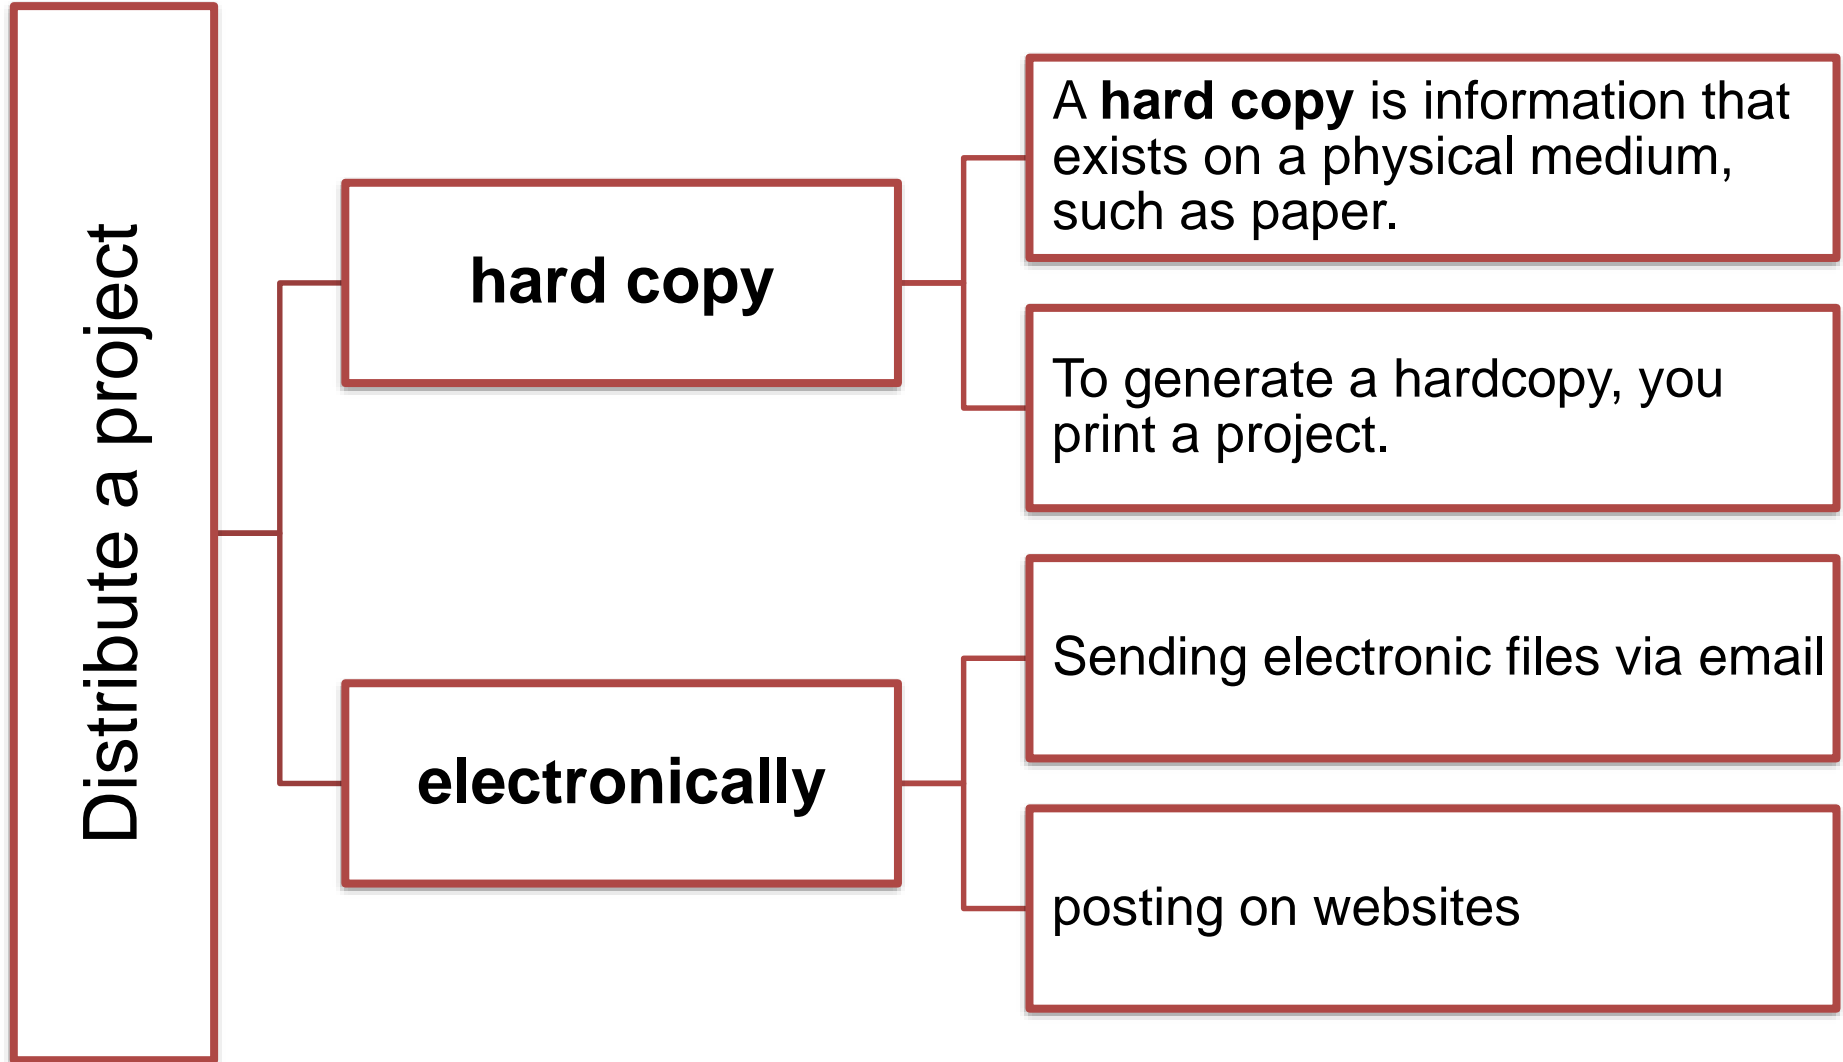 Distribute a project
hard copy
A hard copy is information that
exists on a physical medium,
such as paper.
To generate a hardcopy, you
print a project.
electronically
Sending electronic files via email
posting on websites